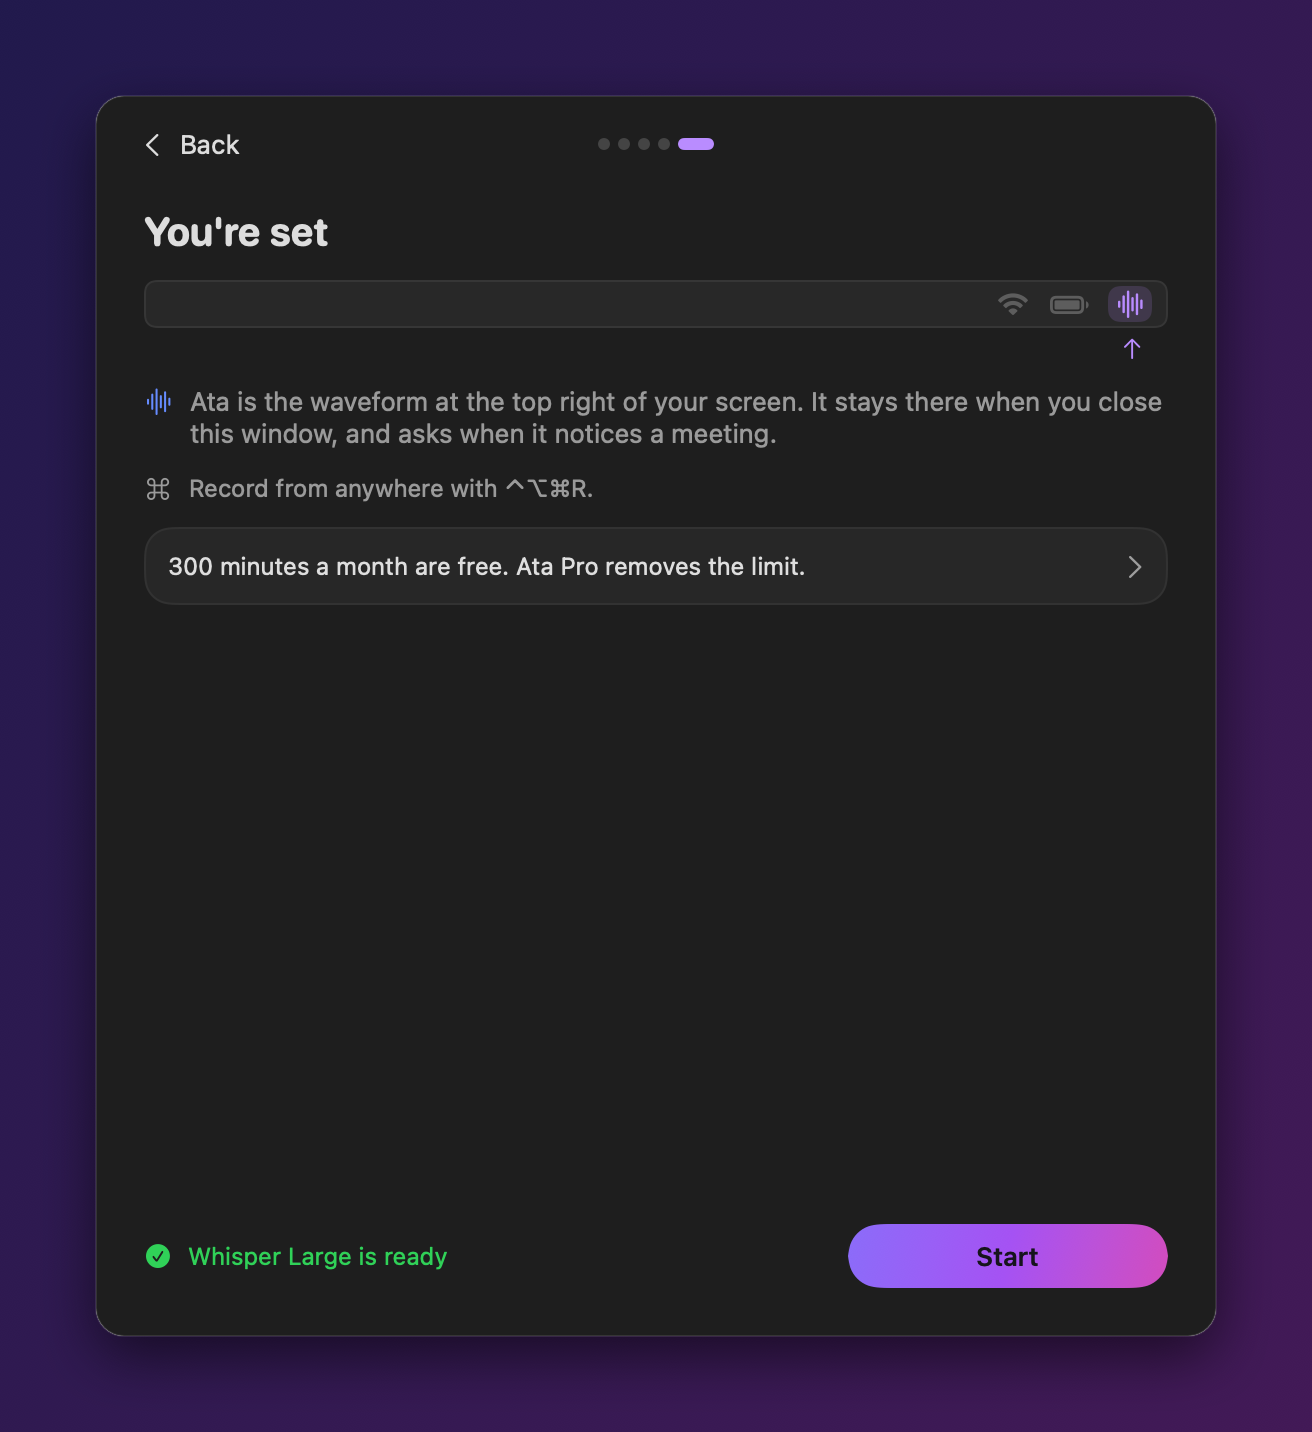 Back
You're set
Ata is the waveform at the top right of your screen. It stays there when you close
this window, and asks when it notices a meeting.
⌘ Record from anywhere with ⌃⌥⌘R.
300 minutes a month are free. Ata Pro removes the limit.
Whisper Large is ready
Start